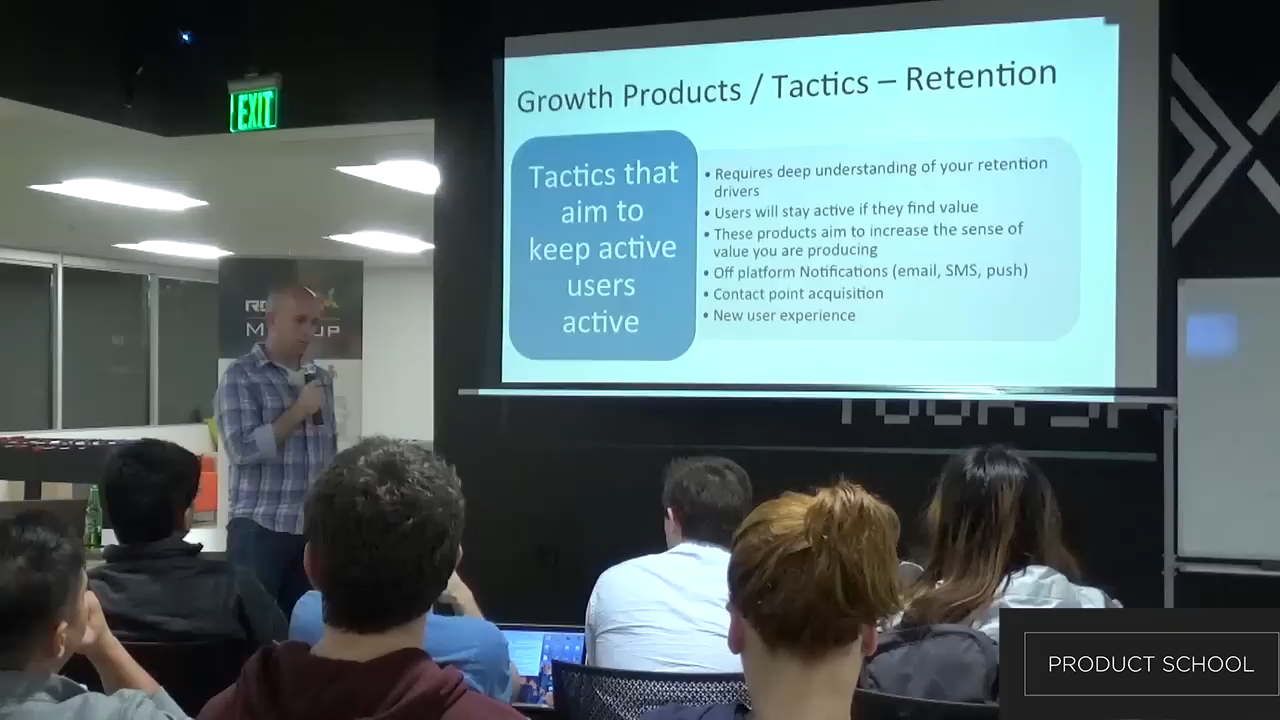 EXIT
Growth Products / Tactics – Retention
Tactics that
aim to
keep active
users
active
• Requires deep understanding of your retention
drivers
• Users will stay active if they find value
• These products aim to increase the sense of
value you are producing
• Off platform Notifications (email, SMS, push)
• Contact point acquisition
• New user experience
PRODUCT SCHOOL